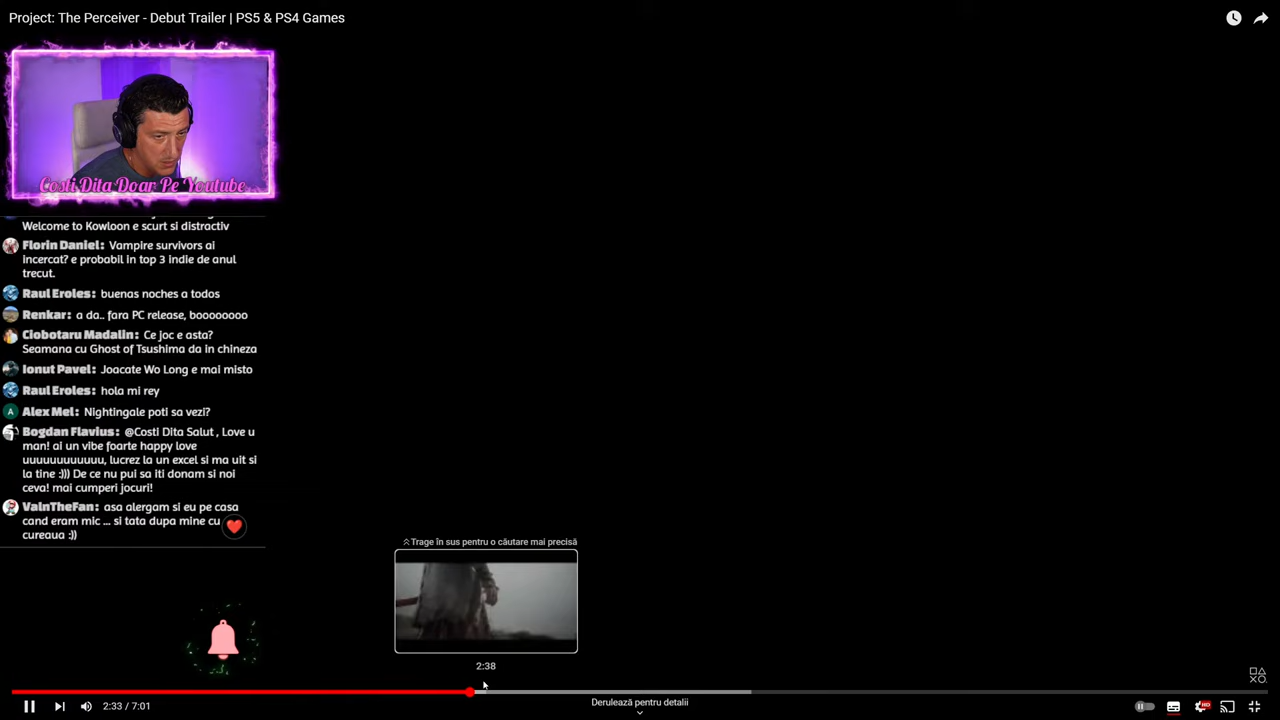 Project: The Perceiver - Debut Trailer | PS5 & PS4 Games
Costi Dita Doar Pe Youtube
Welcome to Kowloon e scurt si distractiv
Florin Daniel: Vampire survivors ai
incercat? e probabil in top 3 indie de anul
trecut.
Raul Eroles: buenas noches a todos
Renkar: a da.. fara PC release, boooooooo
Ciobotaru Madalin: Ce joc e asta?
Seamana cu Ghost of Tsushima da in chineza
Ionut Pavel: Joacate Wo Long e mai misto
Raul Eroles: hola mi rey
A Alex Mel: Nightingale poti sa vezi?
Bogdan Flavius: @Costi Dita Salut , Love u
man! ai un vibe foarte happy love
uuuuuuuuuuu, lucrez la un excel si ma uit si
la tine :))) De ce nu pui sa iti donam si noi
ceva! mai cumperi jocuri!
VainTheFan: asa alergam si eu pe casa
cand eram mic ... si tata dupa mine cu
cureaua :))
Trage în sus pentru o căutare mai precisă
2:38
2:33 / 7:01
Derulează pentru detalii
HD